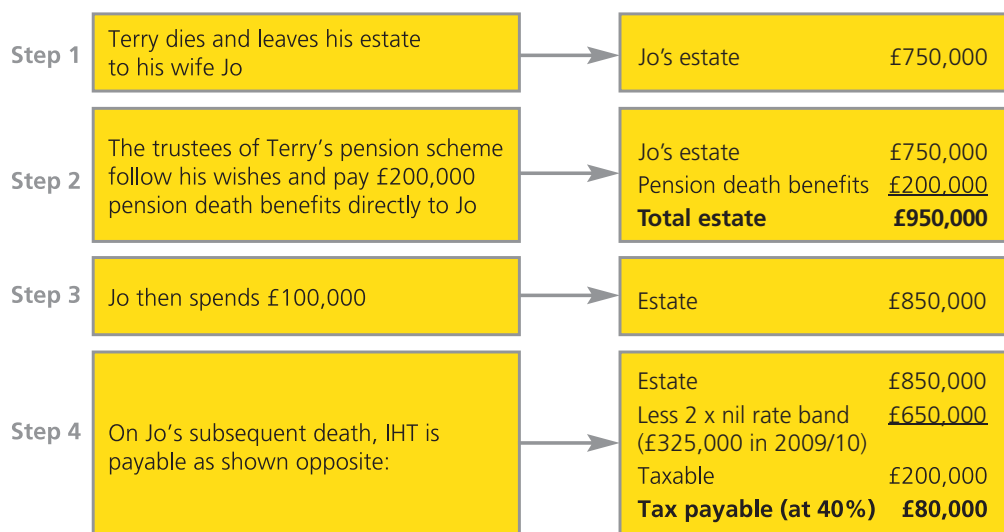 Step 1
Terry dies and leaves his estate
to his wife Jo
Jo's estate £750,000
Step 2
The trustees of Terry's pension scheme
follow his wishes and pay £200,000
pension death benefits directly to Jo
Jo's estate £750,000
Pension death benefits £200,000
Total estate £950,000
Step 3
Jo then spends £100,000
Estate £850,000
Step 4
On Jo's subsequent death, IHT is
payable as shown opposite:
Estate £850,000
Less 2 x nil rate band £650,000
(£325,000 in 2009/10)
Taxable £200,000
Tax payable (at 40%) £80,000